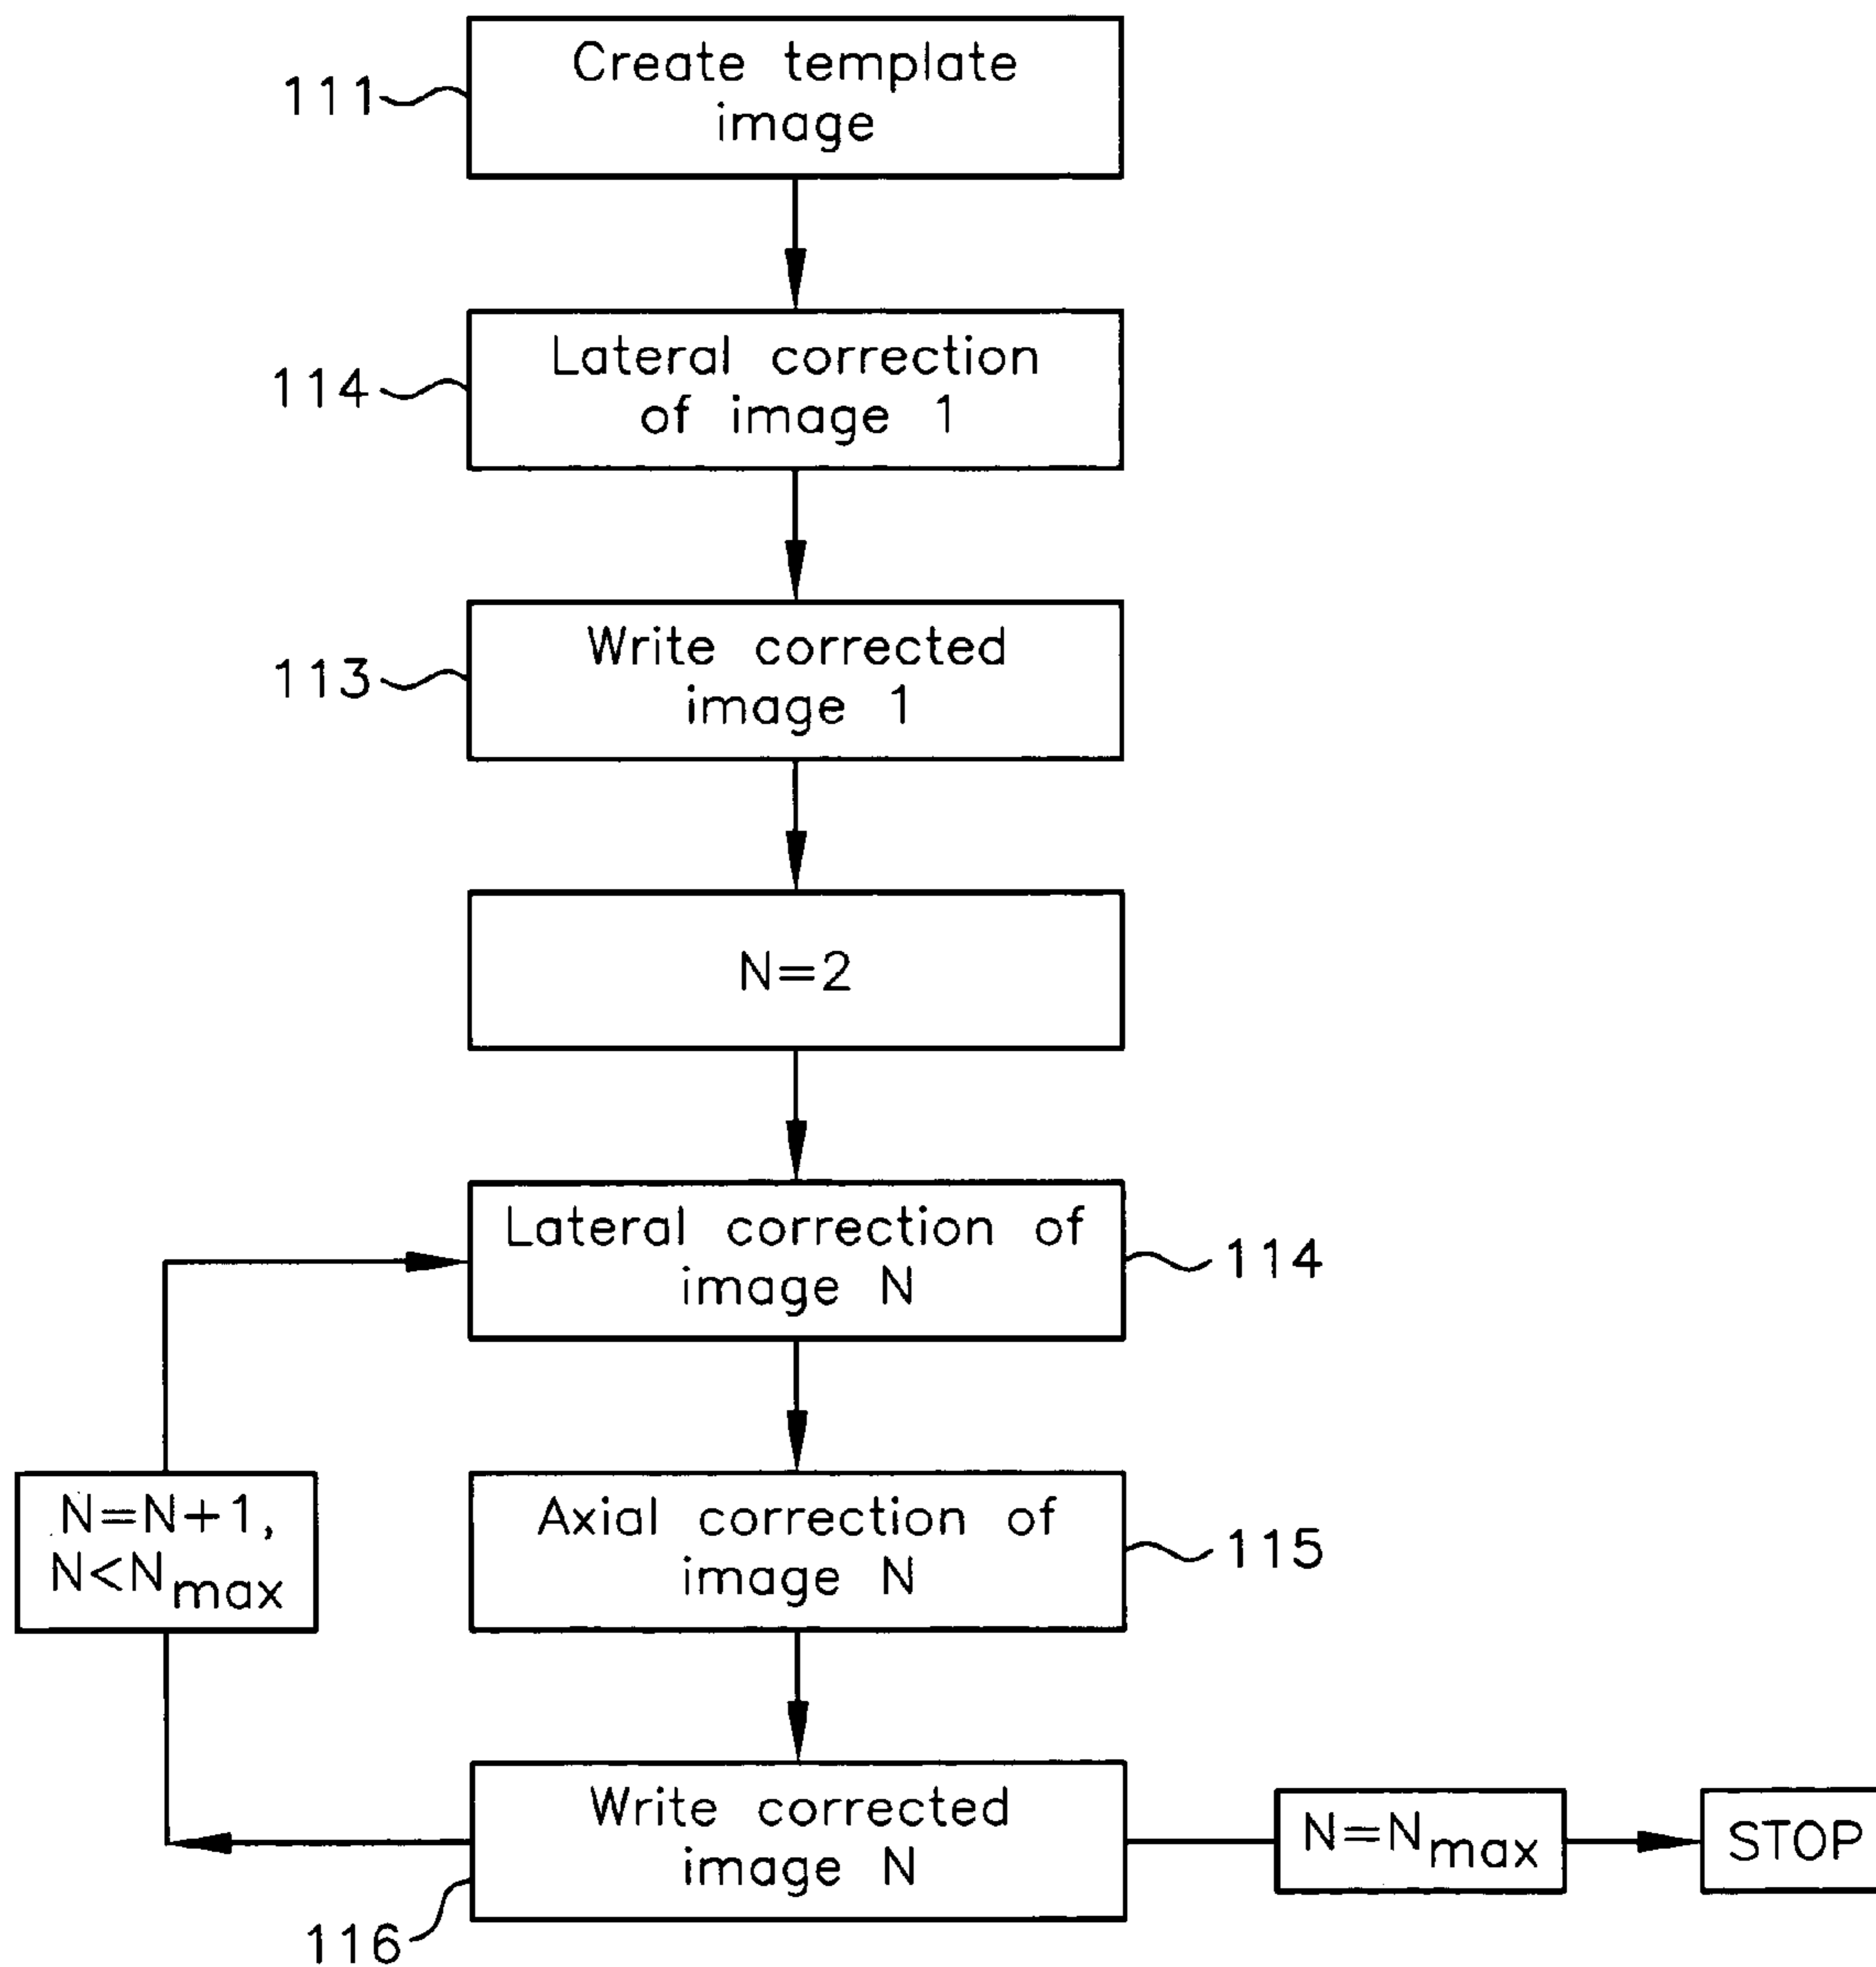 Create template
image
111
Lateral correction
of image 1
114
Write corrected
image 1
113
N=2
Lateral correction of
image N
114
N=N+1,
N<Nmax
Axial correction of
image N
115
Write corrected
image N
116
N=Nmax
STOP